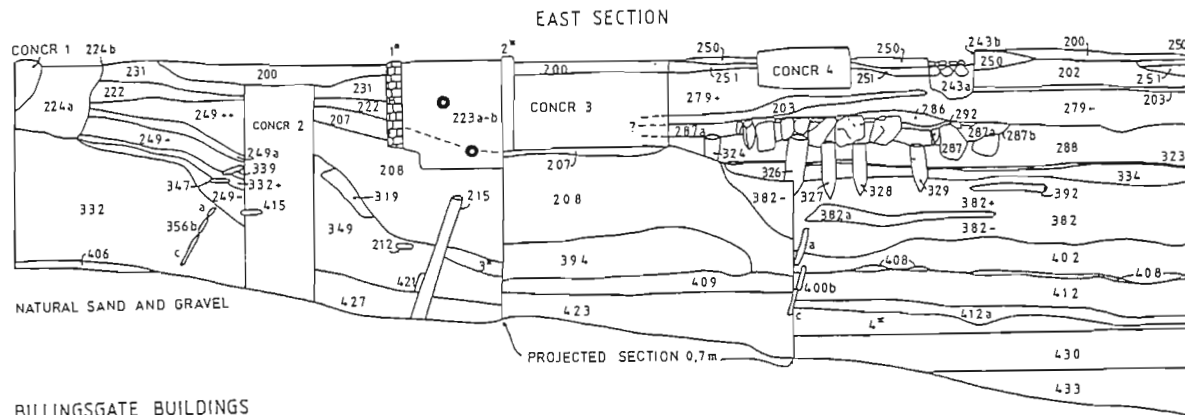 EAST SECTION
CONCR 1 224b 1* 2* 250 250 243b 200 250
231 200 231 200 251 CONCR 4 251 250 202 251
222 222 279+ 243a 203
224a 249++ CONCR 2 207 223a-b CONCR 3 203 286 292 279-
249- 249a ? 287a 287 287a 287b
339 324 288 323
347 332+ 207 326 334
249- 319 208 215 208 382- 327 328 329 392
332 a 415 382a 382+ 382
356b 349 212 382-
c 394 a 402
406 3* 408 408
421 409 400b 412
NATURAL SAND AND GRAVEL 427 423 c 412a
4*
PROJECTED SECTION 0,7m 430
433
BILLINGSGATE BUILDINGS